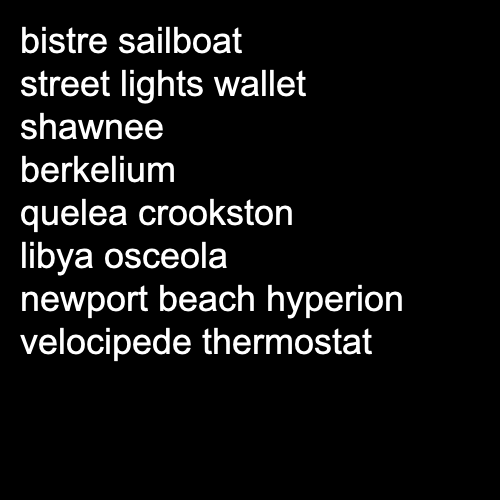 bistre sailboat
street lights wallet
shawnee
berkelium
quelea crookston
libya osceola
newport beach hyperion
velocipede thermostat